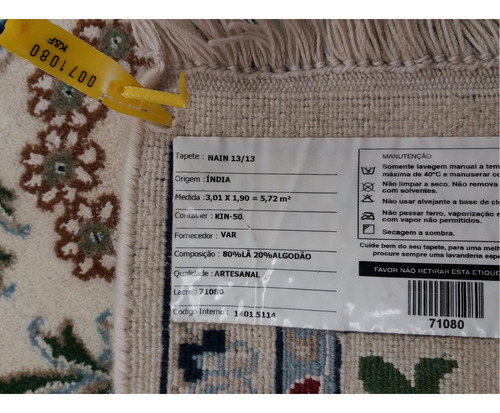 0071080
K&F
Tapete : NAIN 13/13
Origem : ÍNDIA
Medida : 3,01 X 1,90 = 5,72 m²
Container : KIN-50
Fornecedor : VAR
Composição : 80%LÃ 20%ALGODÃO
Qualidade : ARTESANAL
Lacre : 71080
Código Interno : 1401.5114
MANUTENÇÃO
Somente lavagem manual a tem
máxima de 40°C e manusear co
Não limpar a seco. Não remova
com solventes.
Não usar alvejante a base de clo
Não passar ferro, vaporização e
com vapor não permitidos.
Secagem a sombra.
Cuide bem do seu tapete, para uma melh
procure sempre uma lavanderia espe
FAVOR NÃO RETIRAR ESTA ETIQUE
71080